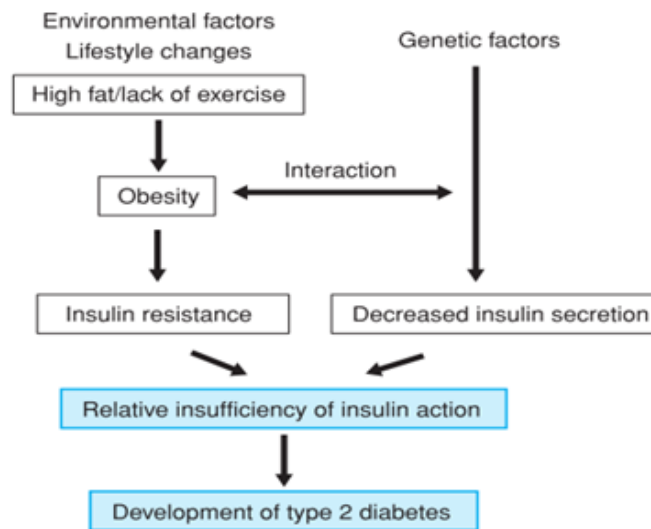 Environmental factors
Lifestyle changes
Genetic factors
High fat/lack of exercise
Interaction
Obesity
Insulin resistance
Decreased insulin secretion
Relative insufficiency of insulin action
Development of type 2 diabetes